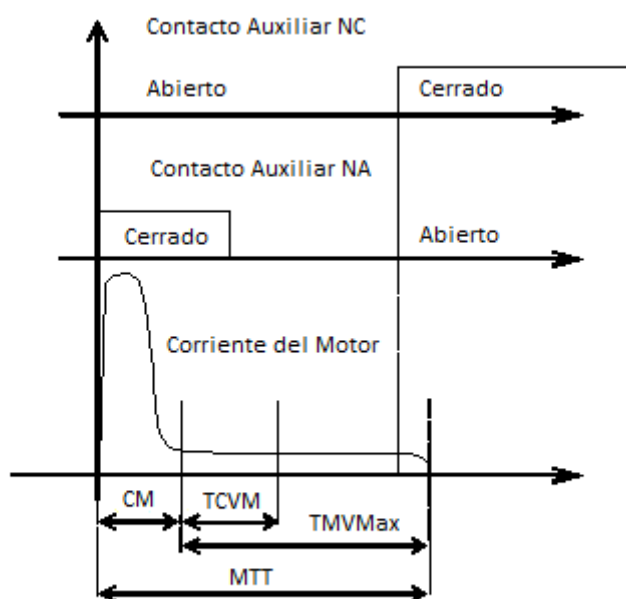 Contacto Auxiliar NC
Abierto
Cerrado
Contacto Auxiliar NA
Cerrado
Abierto
Corriente del Motor
CM
TCVM
TMVMax
MTT